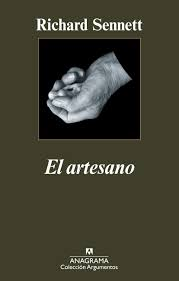 Richard Sennett
El artesano
ANAGRAMA
Colección Argumentos